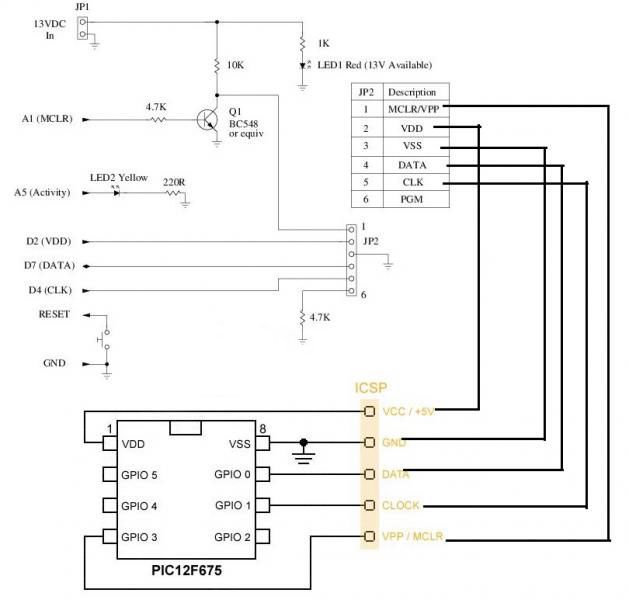 JP1
13VDC
In
1K
10K
LED1 Red (13V Available)
4.7K
A1 (MCLR)
Q1
BC548
or equiv
JP2 Description
1 MCLR/VPP
2 VDD
3 VSS
4 DATA
5 CLK
6 PGM
LED2 Yellow
220R
A5 (Activity)
1
D2 (VDD)
JP2
D7 (DATA)
D4 (CLK)
6
RESET
4.7K
GND
ICSP
VCC / +5V
1
8
VDD
VSS
GND
GPIO 5
GPIO 0
DATA
GPIO 4
GPIO 1
CLOCK
GPIO 3
GPIO 2
VPP / MCLR
PIC12F675